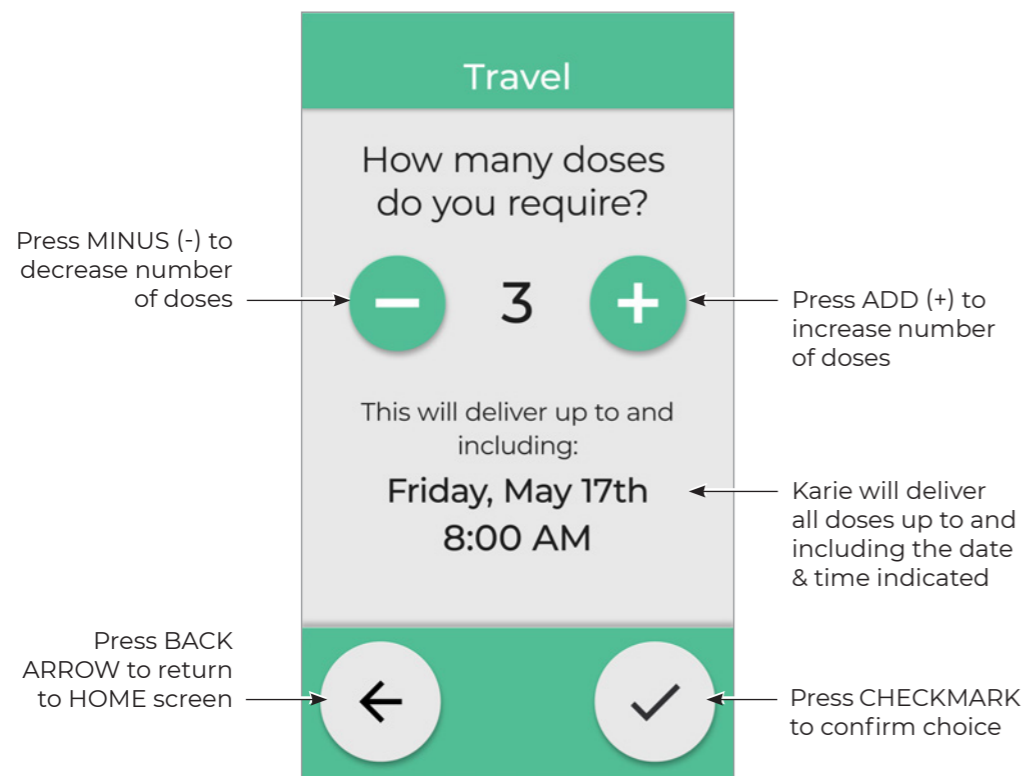 Travel
How many doses
do you require?
Press MINUS (-) to
decrease number
of doses
3
Press ADD (+) to
increase number
of doses
This will deliver up to and
including:
Friday, May 17th
8:00 AM
Karie will deliver
all doses up to and
including the date
& time indicated
Press BACK
ARROW to return
to HOME screen
Press CHECKMARK
to confirm choice